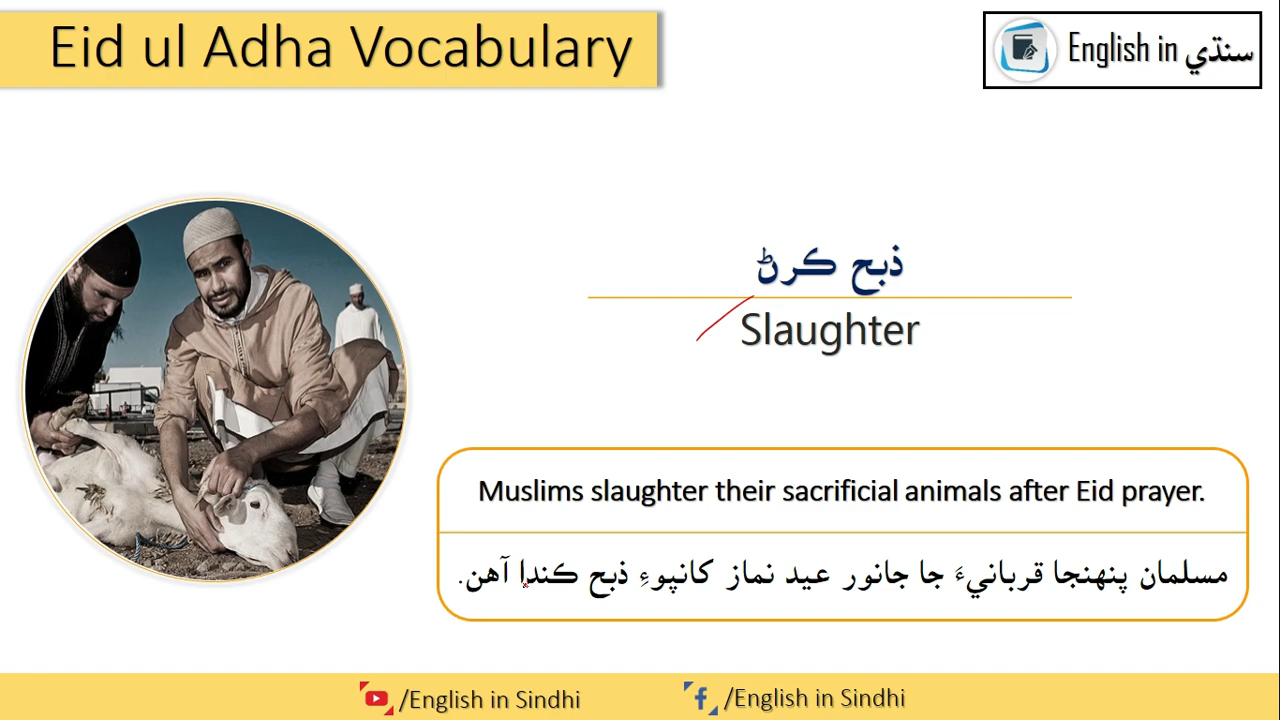 Eid ul Adha Vocabulary
English in سنڌي
ذبح ڪرڻ
Slaughter
Muslims slaughter their sacrificial animals after Eid prayer.
مسلمان پنهنجا قربانيءَ جا جانور عيد نماز کانپوءِ ذبح ڪندا آهن.
/English in Sindhi
/English in Sindhi